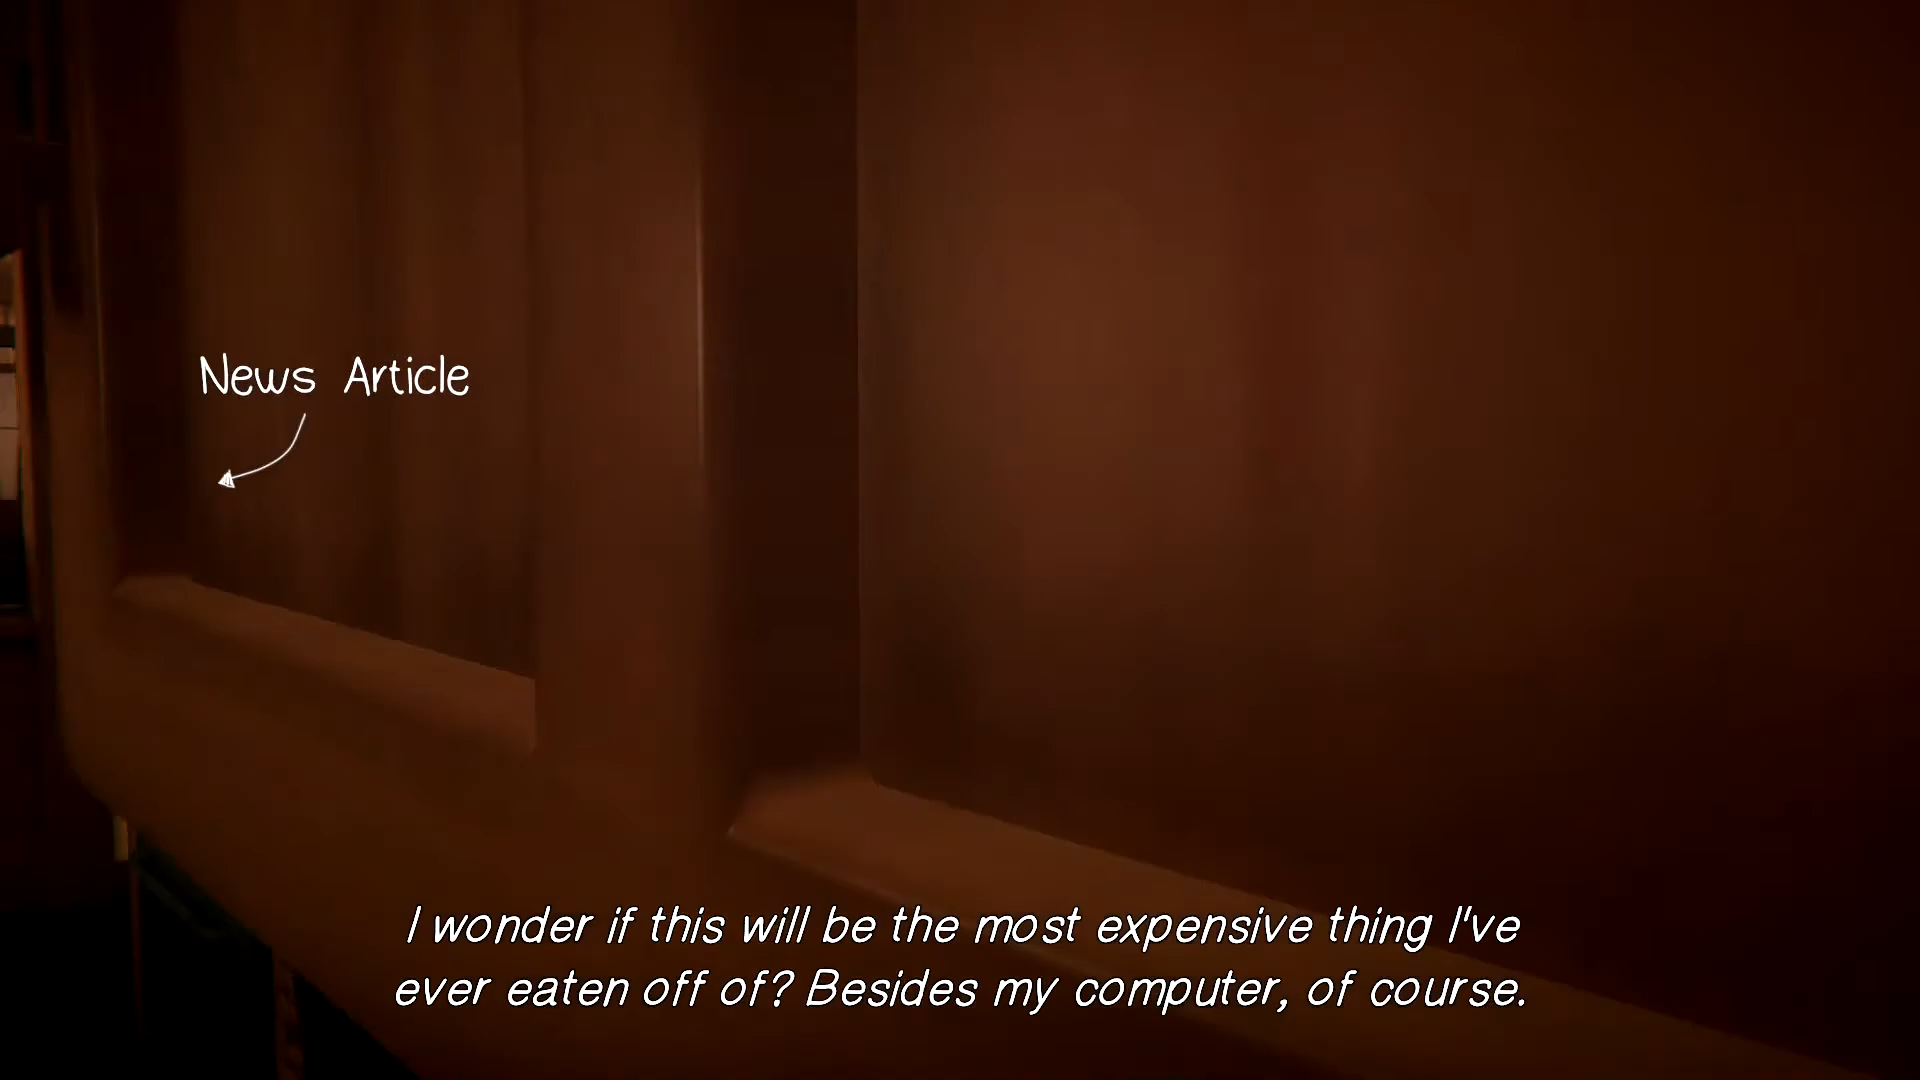 News Article
I wonder if this will be the most expensive thing I've
ever eaten off of? Besides my computer, of course.